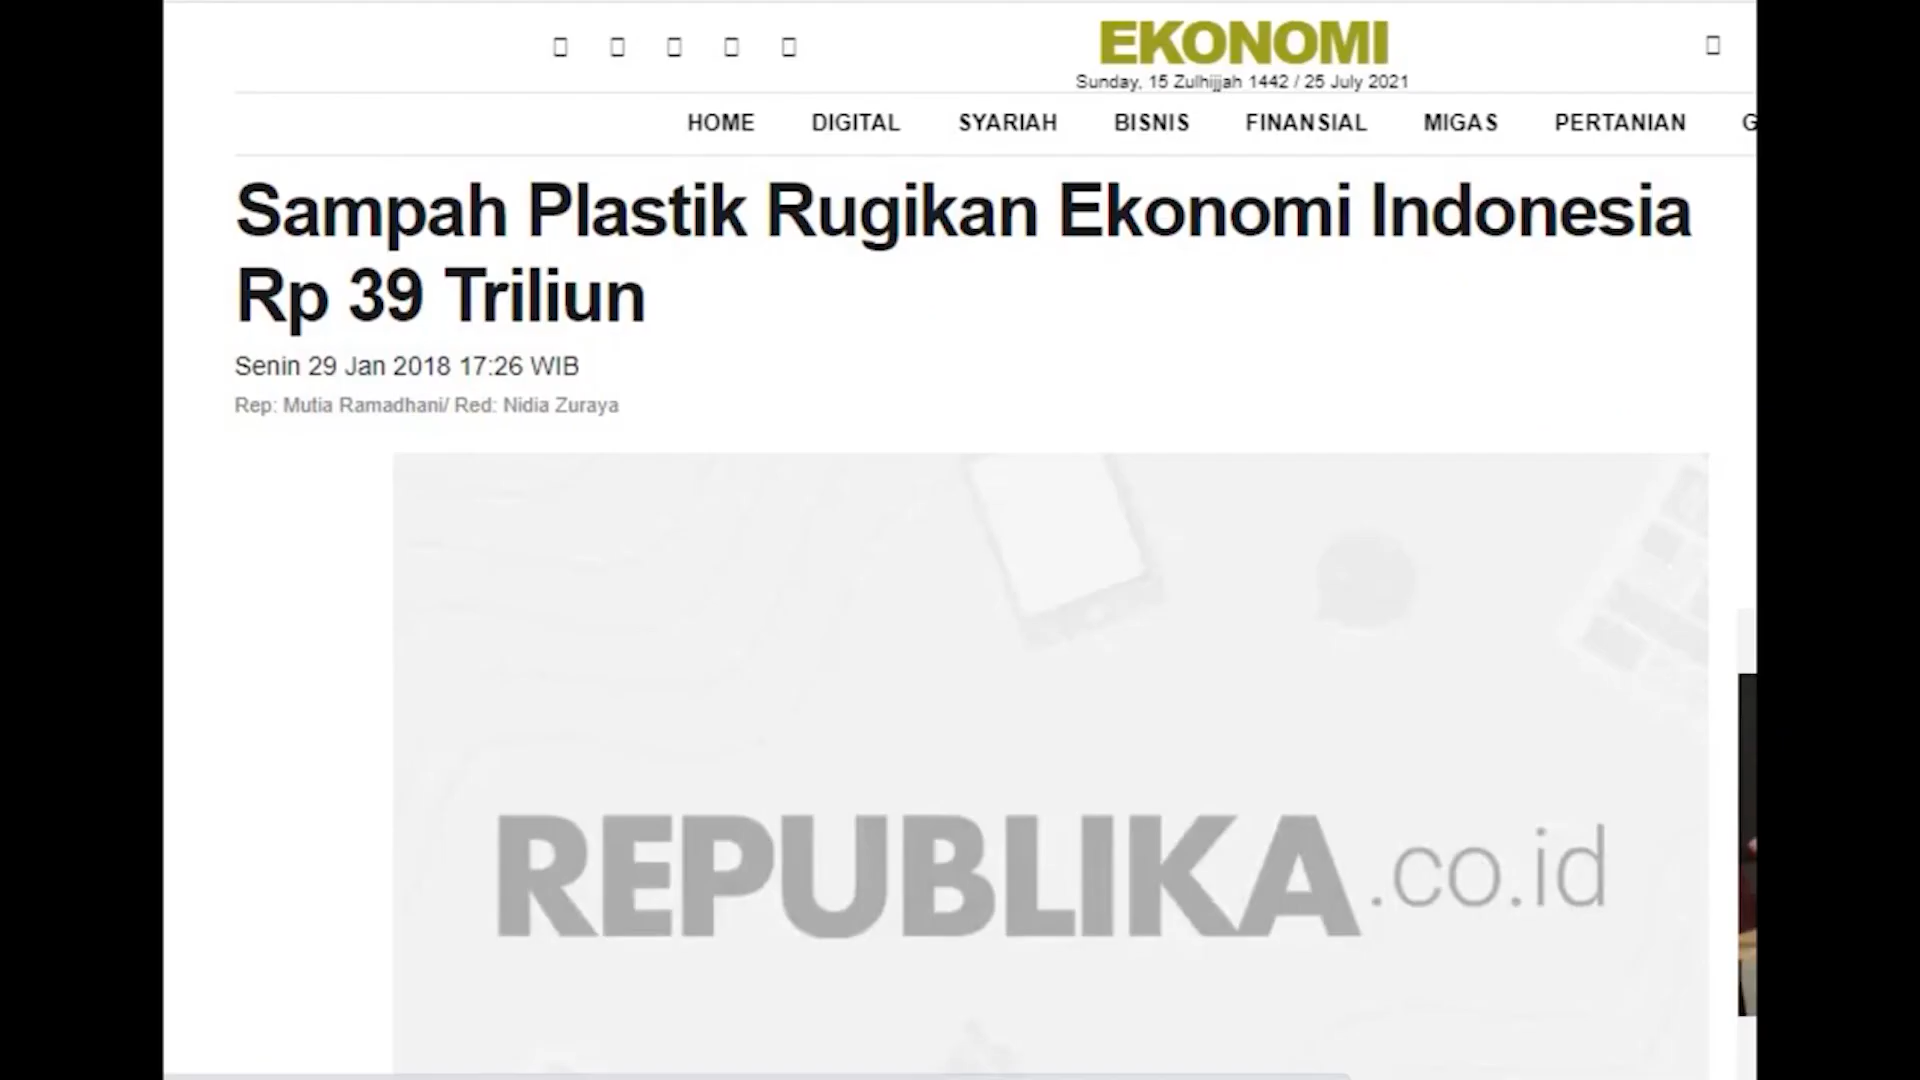 EKONOMI
Sunday, 15 Zulhijjah 1442 / 25 July 2021
HOME DIGITAL SYARIAH BISNIS FINANSIAL MIGAS PERTANIAN G
Sampah Plastik Rugikan Ekonomi Indonesia
Rp 39 Triliun
Senin 29 Jan 2018 17:26 WIB
Rep: Mutia Ramadhani/ Red: Nidia Zuraya
REPUBLIKA.co.id